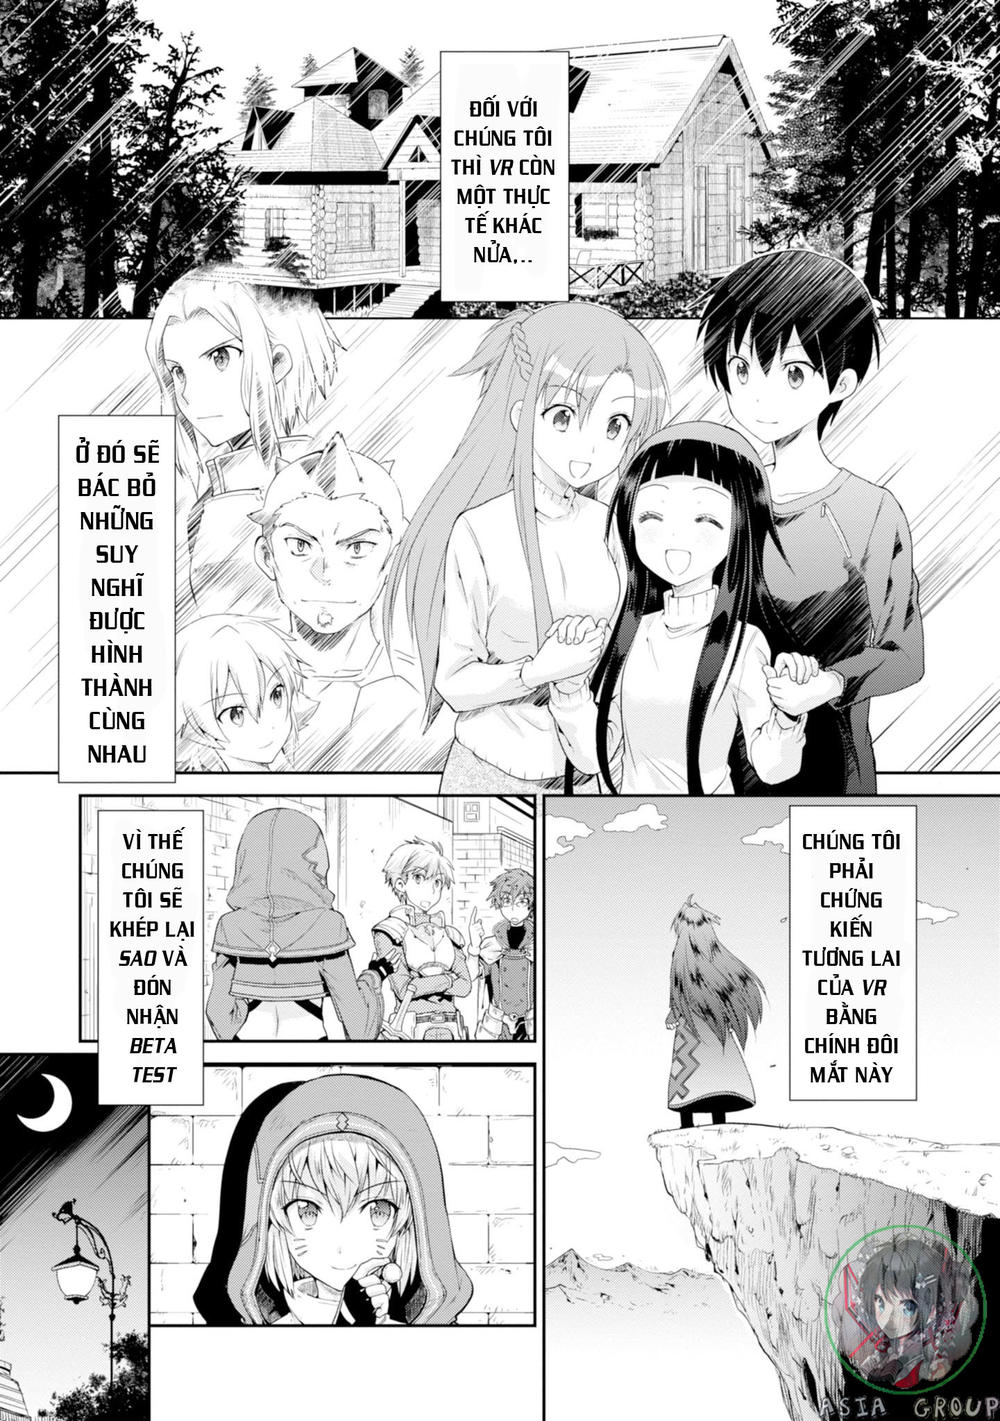 ĐỐI VỚI
CHÚNG TÔI
THÌ VR CÒN
MỘT THỰC
TẾ KHÁC
NỬA,..
Ở ĐÓ SẼ
BÁC BỎ
NHỮNG
SUY
NGHĨ
ĐƯỢC
HÌNH
THÀNH
CÙNG
NHAU
CHÚNG TÔI
PHẢI
CHỨNG
KIẾN
TƯƠNG LAI
CỦA VR
BẰNG
CHÍNH ĐÔI
MẮT NÀY
VÌ THẾ
CHÚNG
TÔI SẼ
KHÉP LẠI
SAO VÀ
ĐÓN
NHẬN
BETA
TEST
ASIA GROUP